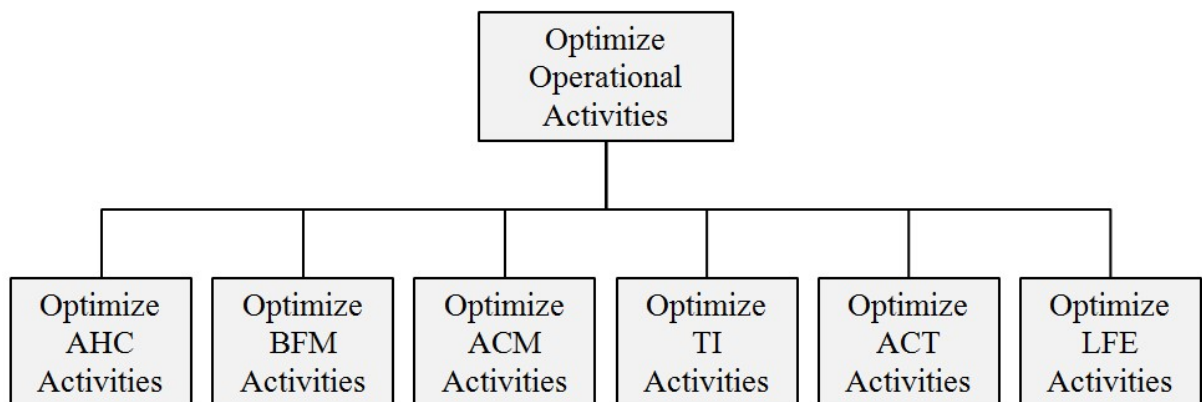 Optimize
Operational
Activities
Optimize
AHC
Activities
Optimize
BFM
Activities
Optimize
ACM
Activities
Optimize
TI
Activities
Optimize
ACT
Activities
Optimize
LFE
Activities